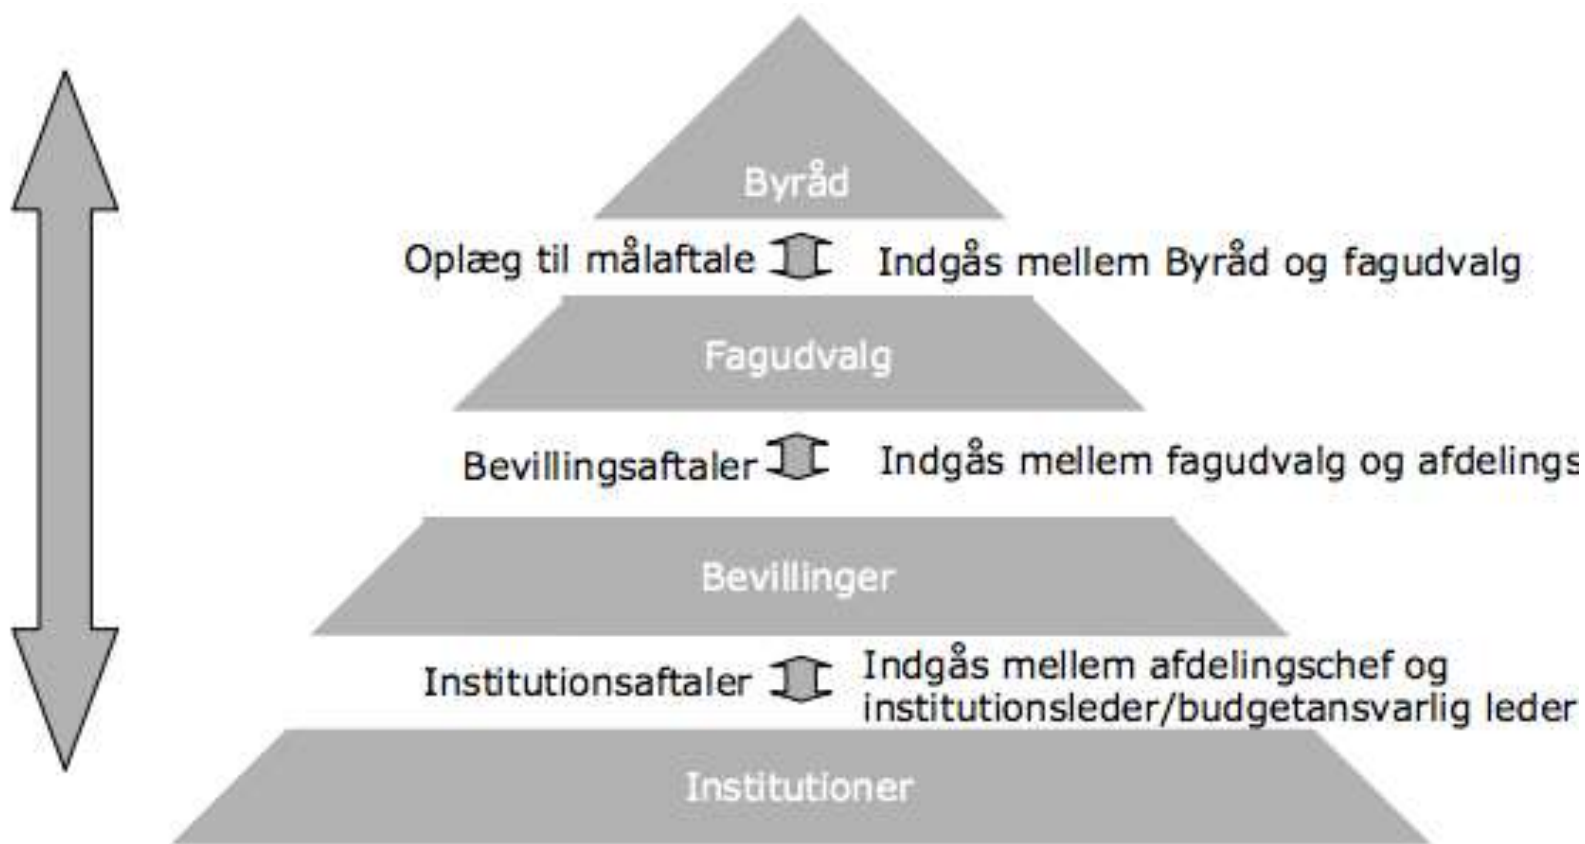 Byråd
Oplæg til målaftale Indgås mellem Byråd og fagudvalg
Fagudvalg
Bevillingsaftaler Indgås mellem fagudvalg og afdelings
Bevillinger
Institutionsaftaler Indgås mellem afdelingschef og
institutionsleder/budgetansvarlig leder
Institutioner